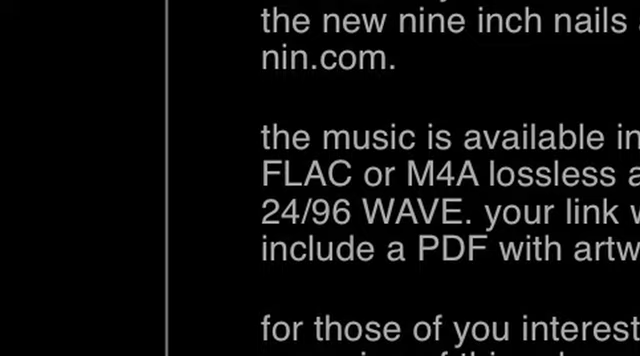 the new nine inch nails
nin.com.
the music is available in
FLAC or M4A lossless
24/96 WAVE. your link
include a PDF with artw
for those of you interest